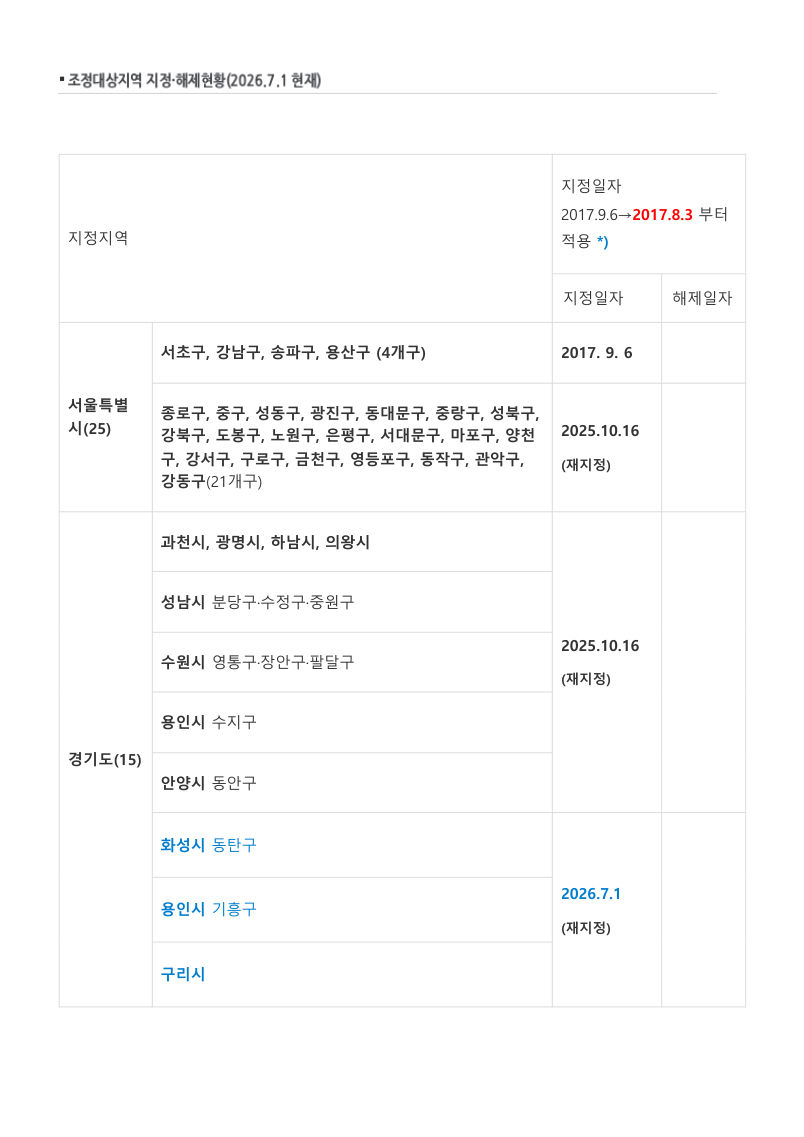 ▪ 조정대상지역 지정·해제현황(2026.7.1 현재)
지정지역
지정일자
2017.9.6→2017.8.3 부터
적용 *)
지정일자
해제일자
서울특별
시(25)
서초구, 강남구, 송파구, 용산구 (4개구)
2017. 9. 6
종로구, 중구, 성동구, 광진구, 동대문구, 중랑구, 성북구,
강북구, 도봉구, 노원구, 은평구, 서대문구, 마포구, 양천
구, 강서구, 구로구, 금천구, 영등포구, 동작구, 관악구,
강동구(21개구)
2025.10.16
(재지정)
경기도(15)
과천시, 광명시, 하남시, 의왕시
성남시 분당구·수정구·중원구
수원시 영통구·장안구·팔달구
용인시 수지구
안양시 동안구
2025.10.16
(재지정)
화성시 동탄구
용인시 기흥구
구리시
2026.7.1
(재지정)